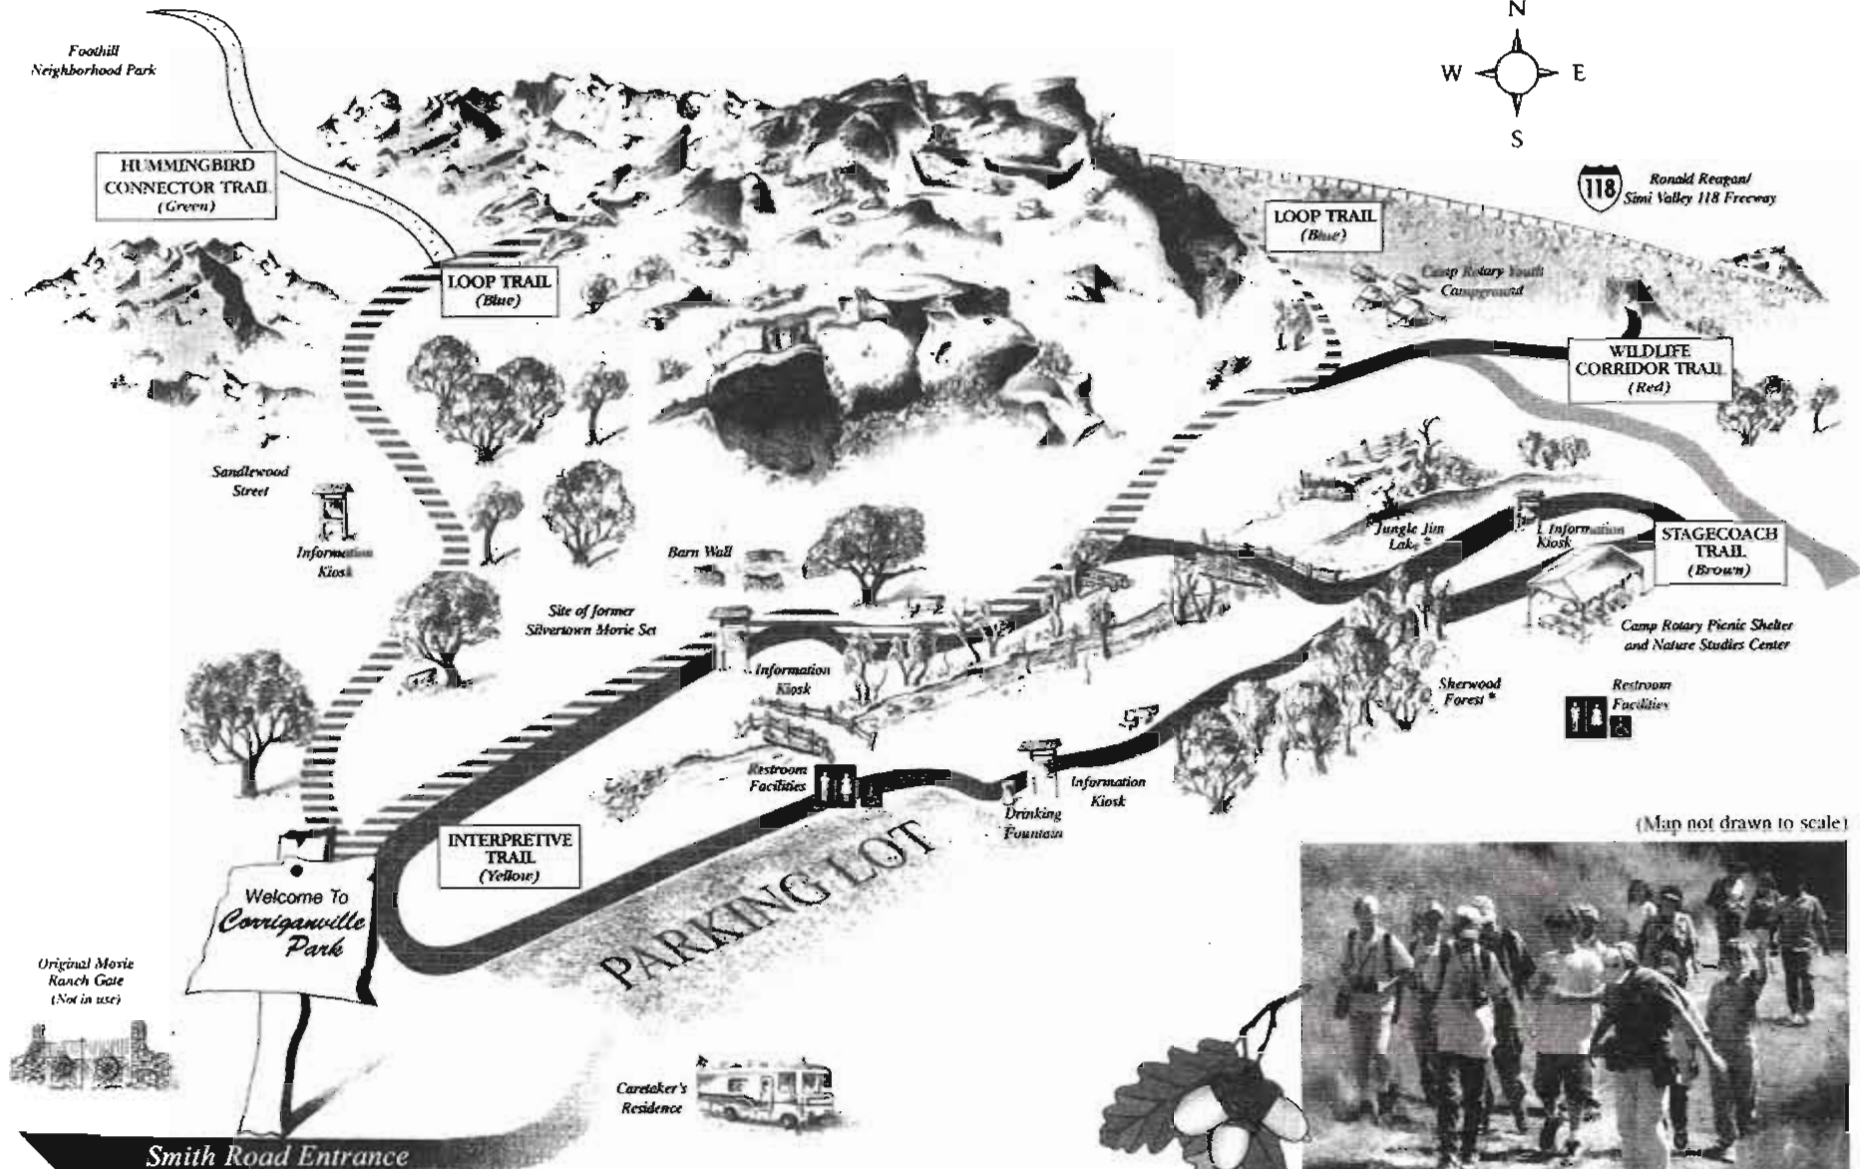 N
W
E
S
Foothill
Neighborhood Park
HUMMINGBIRD
CONNECTOR TRAIL
(Green)
118
Ronald Reagan/
Simi Valley 118 Freeway
LOOP TRAIL
(Blue)
LOOP TRAIL
(Blue)
Camp Rotary Youth
Campground
WILDLIFE
CORRIDOR TRAIL
(Red)
Sandlewood
Street
Information
Kiosk
Barn Wall
Jungle Jim
Lake *
Information
Kiosk
STAGECOACH
TRAIL
(Brown)
Site of former
Silvertown Movie Set
Camp Rotary Picnic Shelter
and Nature Studies Center
Information
Kiosk
Sherwood
Forest *
Restroom
Facilities
Restroom
Facilities
Information
Kiosk
Drinking
Fountain
INTERPRETIVE
TRAIL
(Yellow)
PARKING LOT
(Map not drawn to scale)
Welcome To
Corriganville
Park
Original Movie
Ranch Gate
(Not in use)
Caretaker's
Residence
Smith Road Entrance